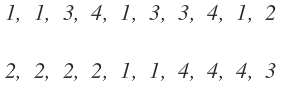 1, 1, 3, 4, 1, 3, 3, 4, 1, 2
2, 2, 2, 2, 1, 1, 4, 4, 4, 3